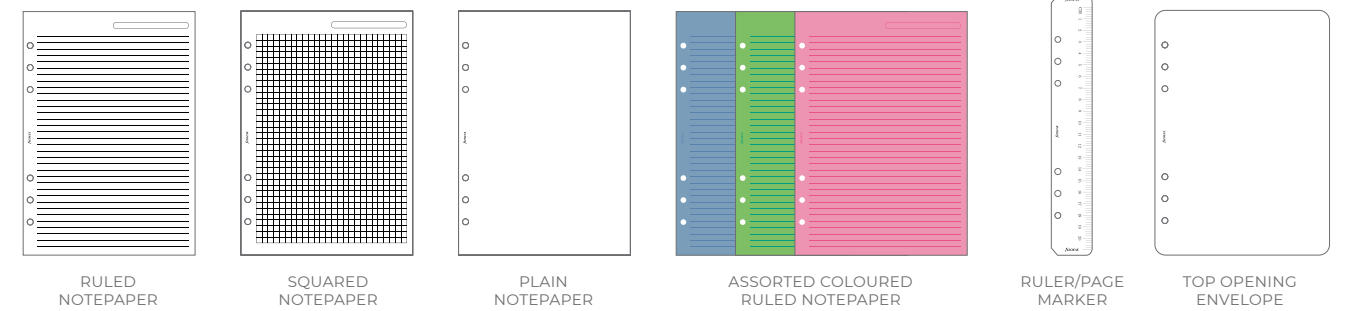 RULED
NOTEPAPER
SQUARED
NOTEPAPER
PLAIN
NOTEPAPER
ASSORTED COLOURED
RULED NOTEPAPER
RULER/PAGE
MARKER
TOP OPENING
ENVELOPE